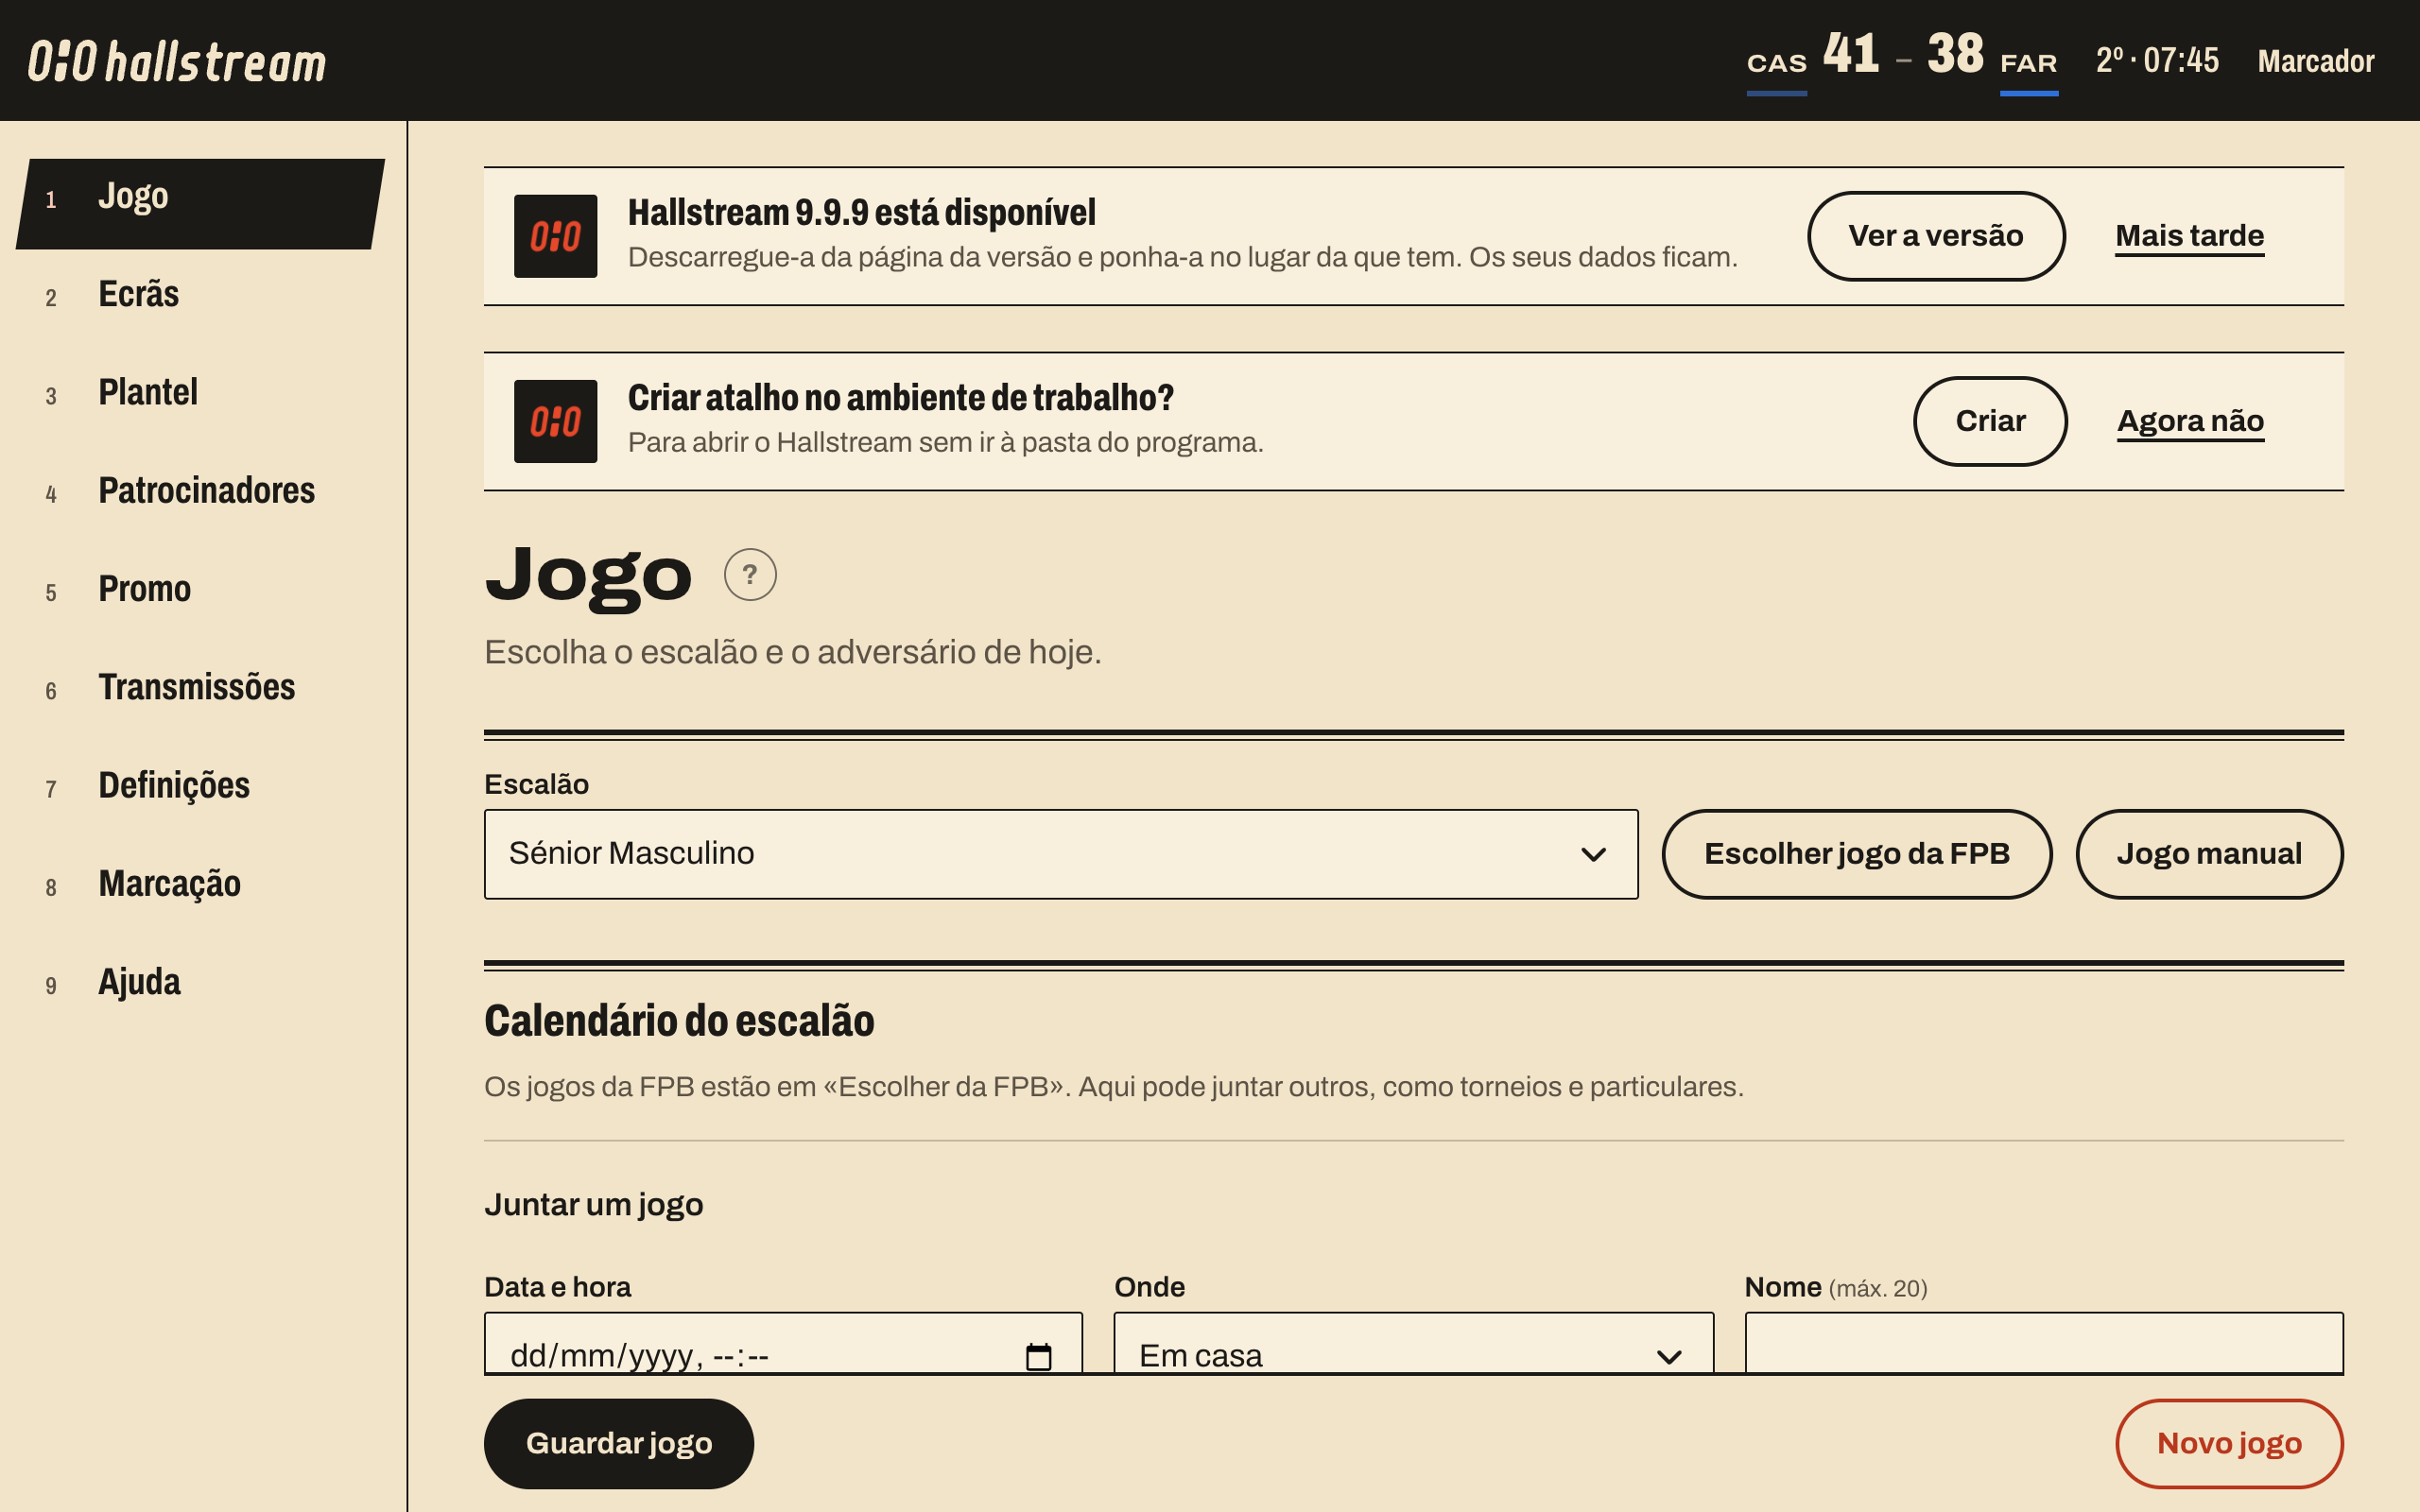 0:0 hallstream
CAS 41 – 38 FAR 2º · 07:45 Marcador
1 Jogo
2 Ecrãs
3 Plantel
4 Patrocinadores
5 Promo
6 Transmissões
7 Definições
8 Marcação
9 Ajuda
0:0
Hallstream 9.9.9 está disponível
Descarregue-a da página da versão e ponha-a no lugar da que tem. Os seus dados ficam.
Ver a versão
Mais tarde
0:0
Criar atalho no ambiente de trabalho?
Para abrir o Hallstream sem ir à pasta do programa.
Criar
Agora não
Jogo ?
Escolha o escalão e o adversário de hoje.
Escalão
Sénior Masculino
Escolher jogo da FPB
Jogo manual
Calendário do escalão
Os jogos da FPB estão em «Escolher da FPB». Aqui pode juntar outros, como torneios e particulares.
Juntar um jogo
Data e hora
dd/mm/yyyy, --:--
Onde
Em casa
Nome (máx. 20)
Guardar jogo
Novo jogo